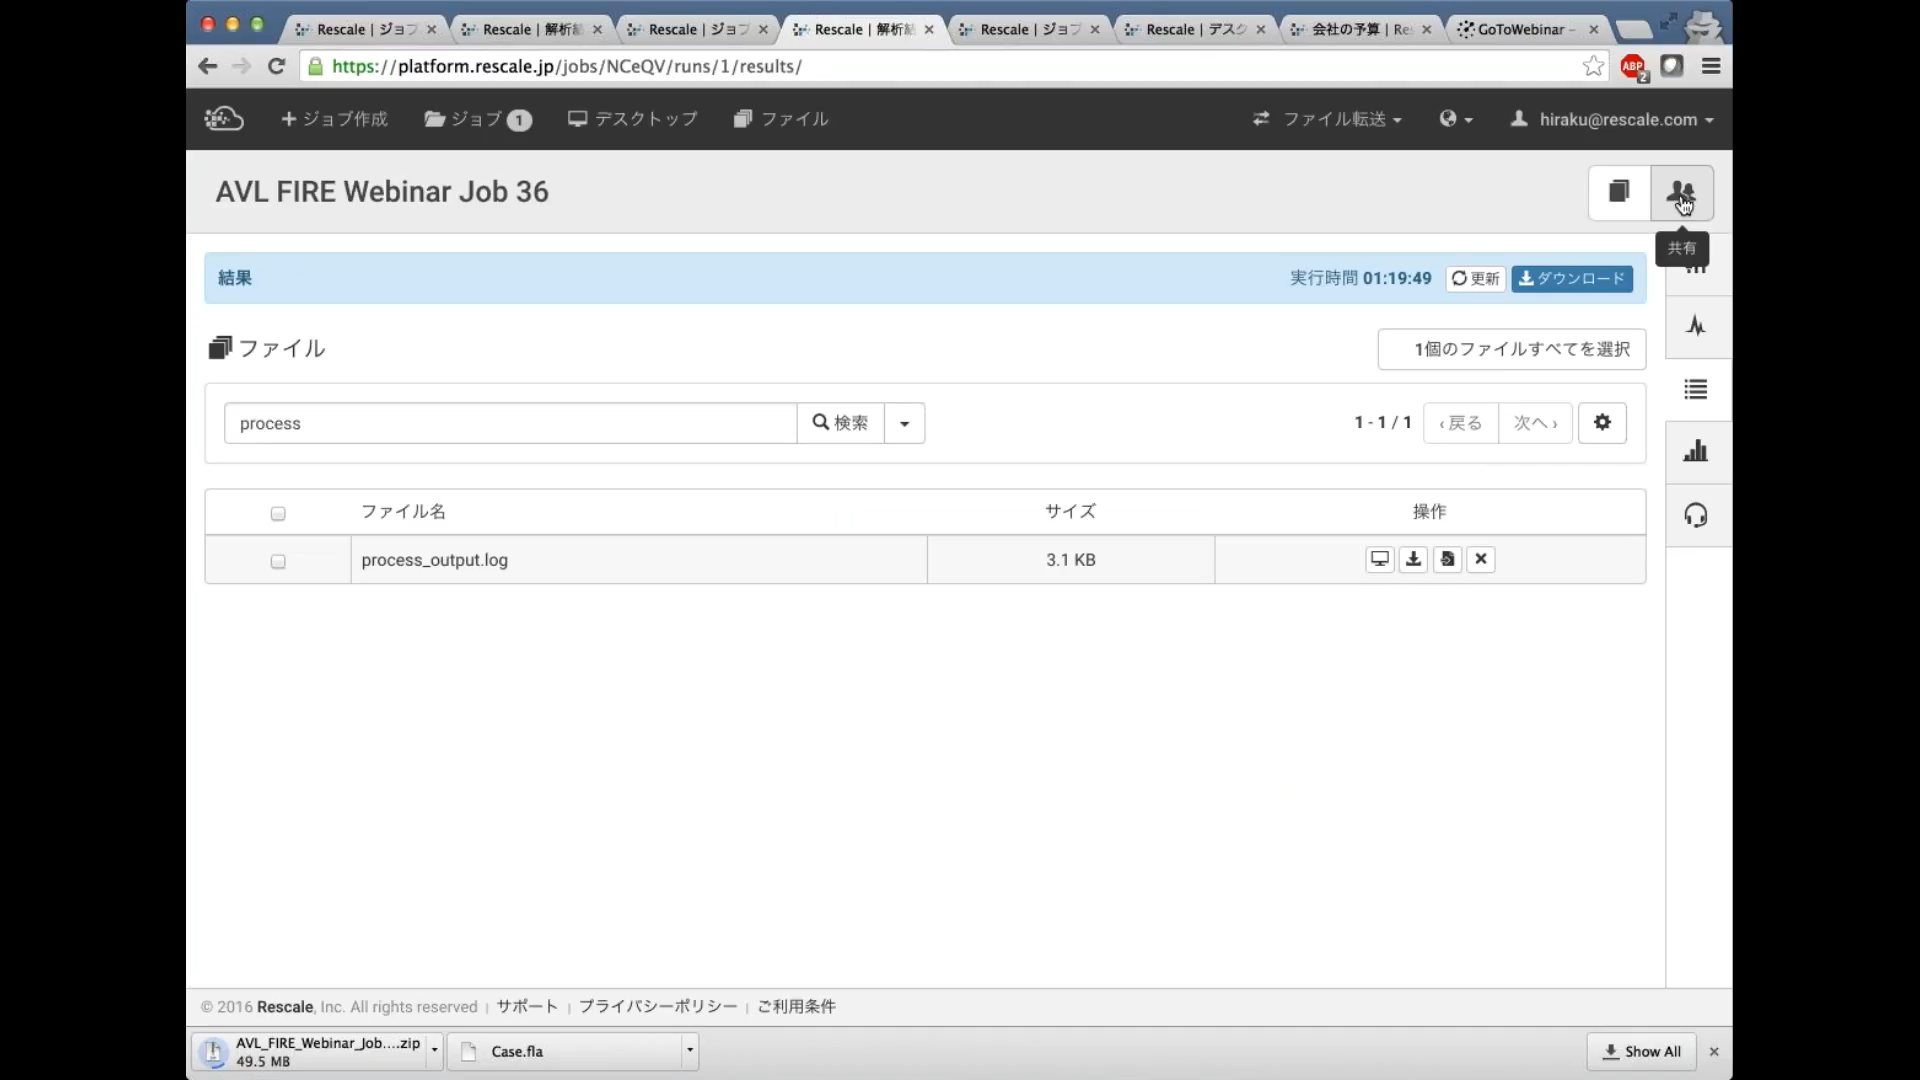 Rescale | ジョブ
Rescale | 解析結
Rescale | ジョブ
Rescale | 解析結
Rescale | ジョブ
Rescale | デスク
会社の予算 | Re
GoToWebinar –
https://platform.rescale.jp/jobs/NCeQV/runs/1/results/
ABP 2
ジョブ作成
ジョブ 1
デスクトップ
ファイル
ファイル転送
hiraku@rescale.com
AVL FIRE Webinar Job 36
共有
結果
実行時間 01:19:49
更新
ダウンロード
ファイル
1個のファイルすべてを選択
process
検索
1 - 1 / 1
‹ 戻る
次へ ›
ファイル名 サイズ 操作
process_output.log 3.1 KB
© 2016 Rescale, Inc. All rights reserved | サポート | プライバシーポリシー | ご利用条件
AVL_FIRE_Webinar_Job....zip
49.5 MB
Case.fla
Show All